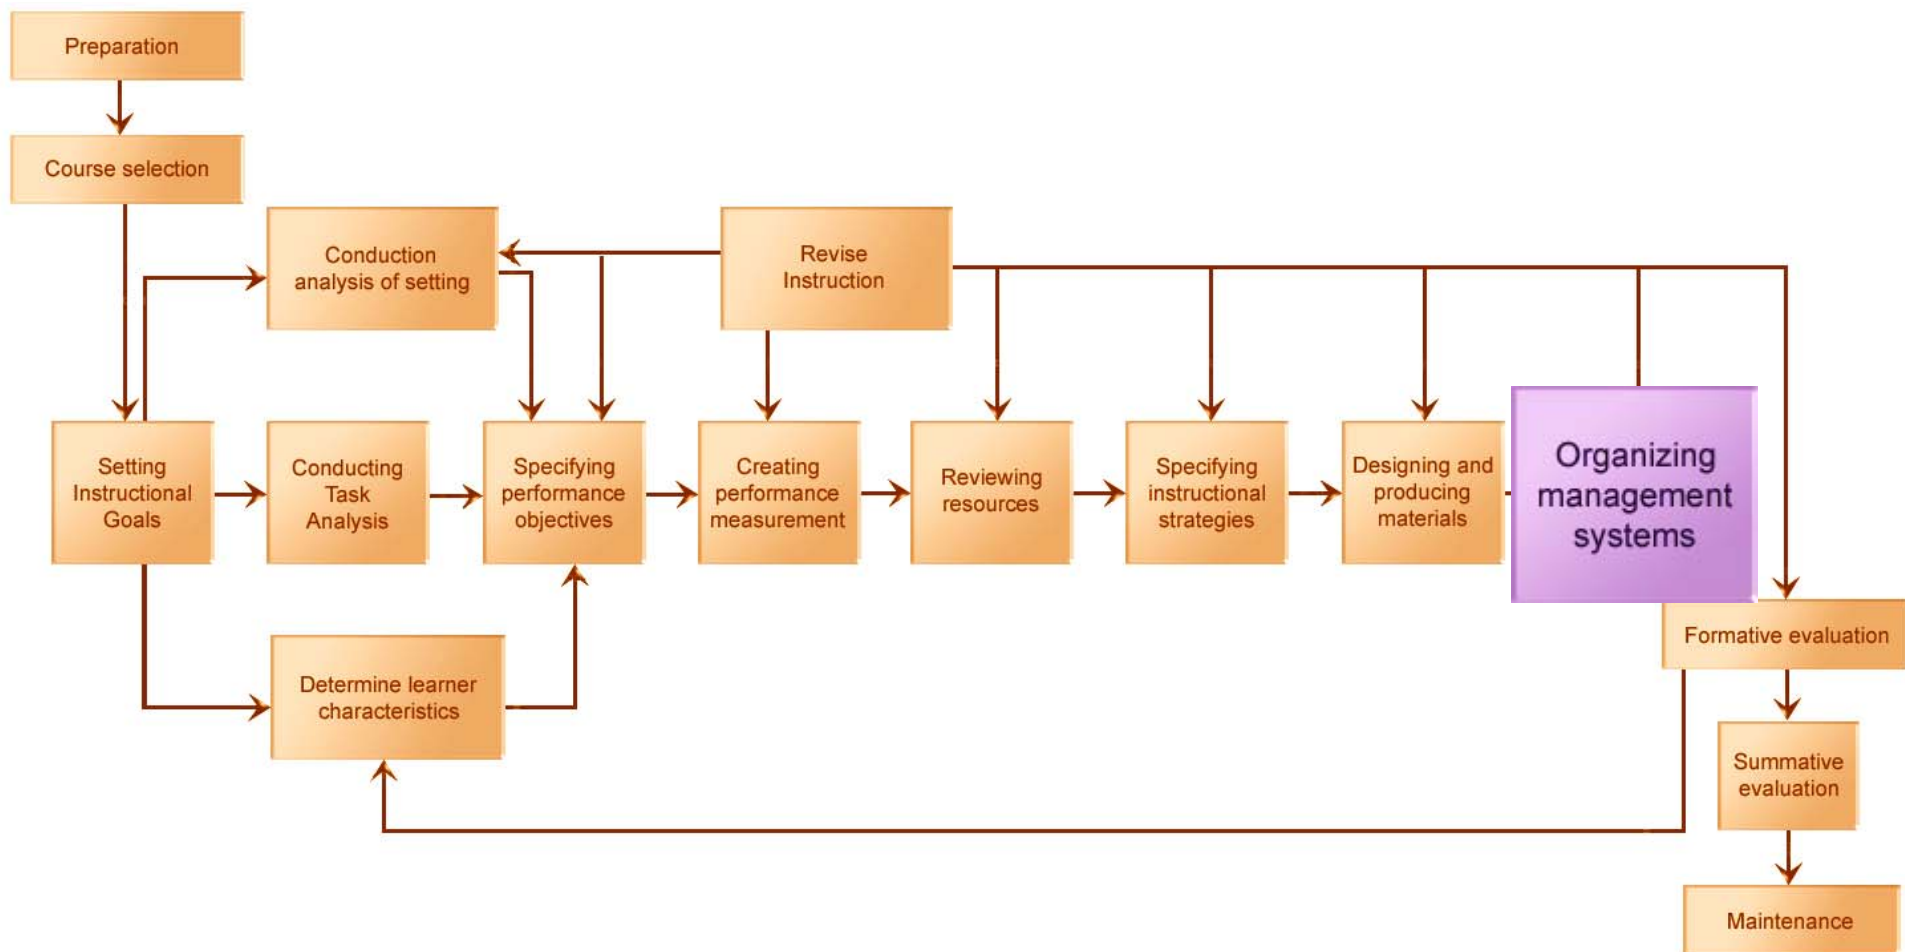 Preparation
Course selection
Conduction
analysis of setting
Revise
Instruction
Setting
Instructional
Goals
Conducting
Task
Analysis
Specifying
performance
objectives
Creating
performance
measurement
Reviewing
resources
Specifying
instructional
strategies
Designing and
producing
materials
Organizing
management
systems
Determine learner
characteristics
Formative evaluation
Summative
evaluation
Maintenance